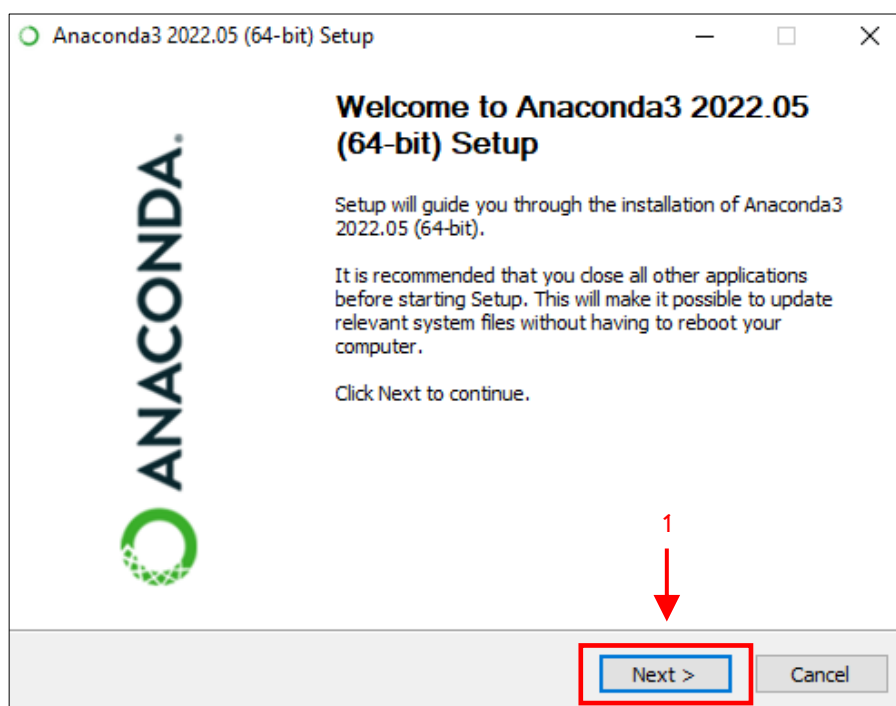 Anaconda3 2022.05 (64-bit) Setup
Welcome to Anaconda3 2022.05
(64-bit) Setup
Setup will guide you through the installation of Anaconda3
2022.05 (64-bit).
It is recommended that you close all other applications
before starting Setup. This will make it possible to update
relevant system files without having to reboot your
computer.
Click Next to continue.
ANACONDA.
1
Next >
Cancel